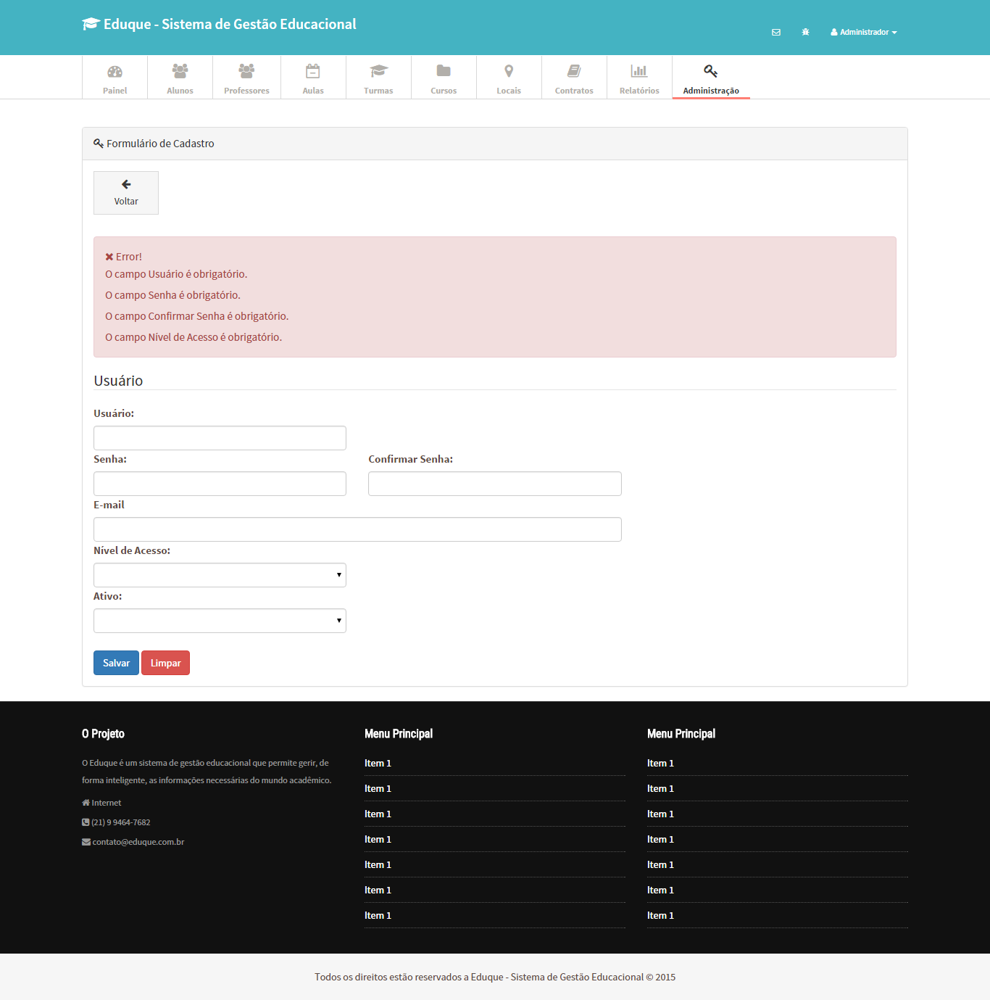 Eduque - Sistema de Gestão Educacional
Administrador
Painel
Alunos
Professores
Aulas
Turmas
Cursos
Locais
Contratos
Relatórios
Administração
Formulário de Cadastro
Voltar
Error!
O campo Usuário é obrigatório.
O campo Senha é obrigatório.
O campo Confirmar Senha é obrigatório.
O campo Nível de Acesso é obrigatório.
Usuário
Usuário:
Senha:
Confirmar Senha:
E-mail
Nível de Acesso:
Ativo:
Salvar
Limpar
O Projeto
O Eduque é um sistema de gestão educacional que permite gerir, de
forma inteligente, as informações necessárias do mundo acadêmico.
Internet
(21) 9 9464-7682
contato@eduque.com.br
Menu Principal
Item 1
Item 1
Item 1
Item 1
Item 1
Item 1
Item 1
Menu Principal
Item 1
Item 1
Item 1
Item 1
Item 1
Item 1
Item 1
Todos os direitos estão reservados a Eduque - Sistema de Gestão Educacional © 2015